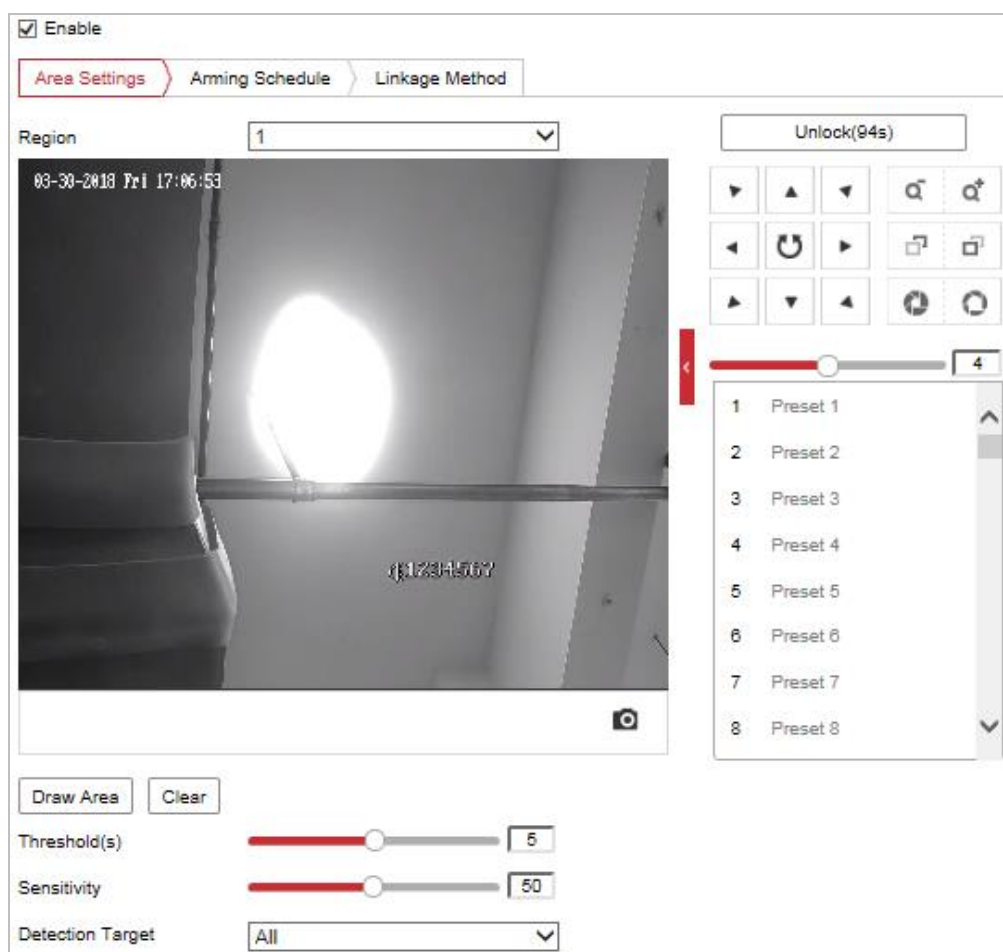 Enable
Area Settings
Arming Schedule
Linkage Method
Region
1
Unlock(94s)
03-30-2018 Fri 17:06:53
4
1 Preset 1
2 Preset 2
3 Preset 3
4 Preset 4
5 Preset 5
6 Preset 6
7 Preset 7
8 Preset 8
Draw Area
Clear
Threshold(s)
5
Sensitivity
50
Detection Target
All